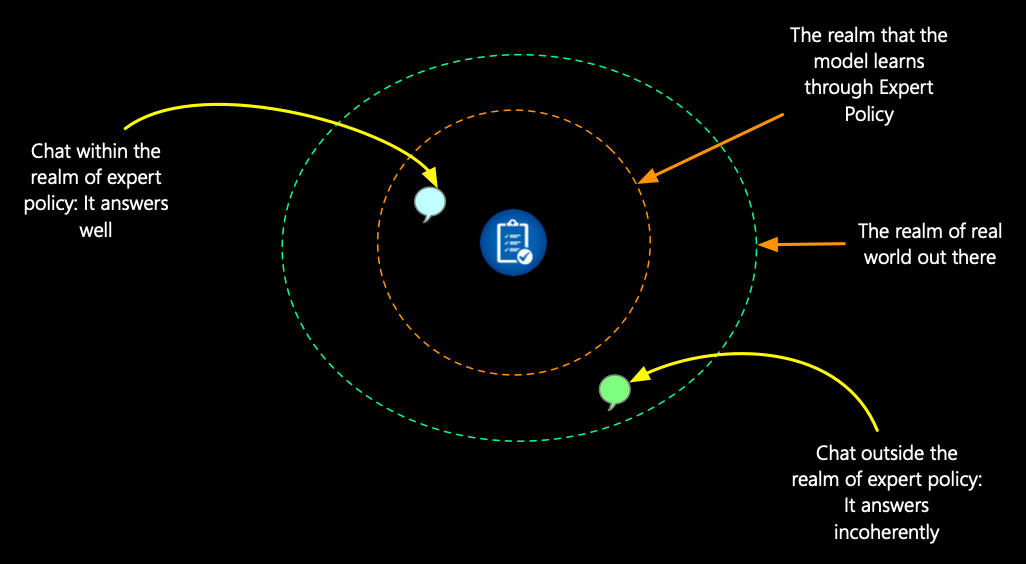 The realm that the
model learns
through Expert
Policy
Chat within the
realm of expert
policy: It answers
well
The realm of real
world out there
Chat outside the
realm of expert policy:
It answers
incoherently